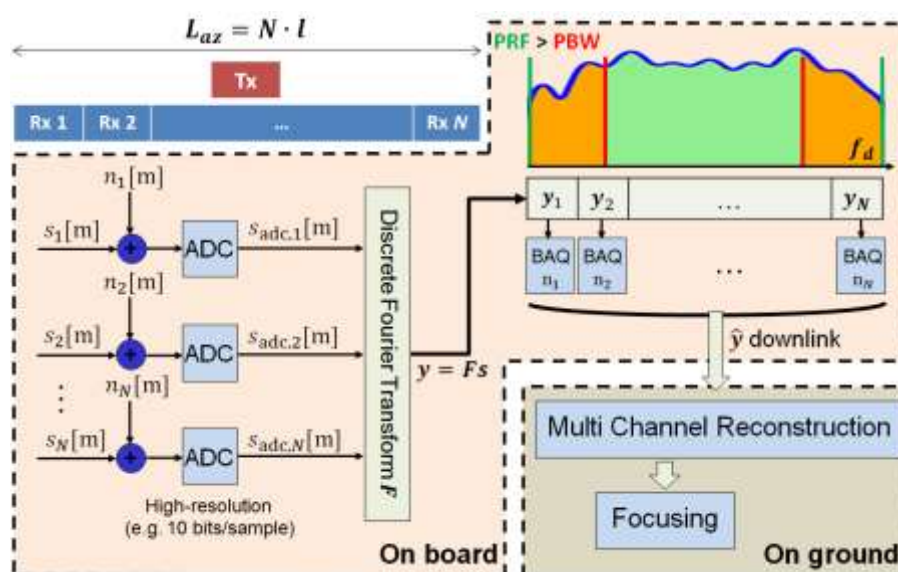 L_az = N · l
Tx
Rx 1 Rx 2 ... Rx N
PRF > PBW
f_d
n_1[m]
s_1[m] + ADC s_adc,1[m]
n_2[m]
s_2[m] + ADC s_adc,2[m]
⋮
n_N[m]
s_N[m] + ADC s_adc,N[m]
High-resolution
(e.g. 10 bits/sample)
Discrete Fourier Transform F
y = Fs
On board
y_1 y_2 ... y_N
BAQ BAQ ... BAQ
n_1 n_2 n_N
ŷ downlink
Multi Channel Reconstruction
Focusing
On ground